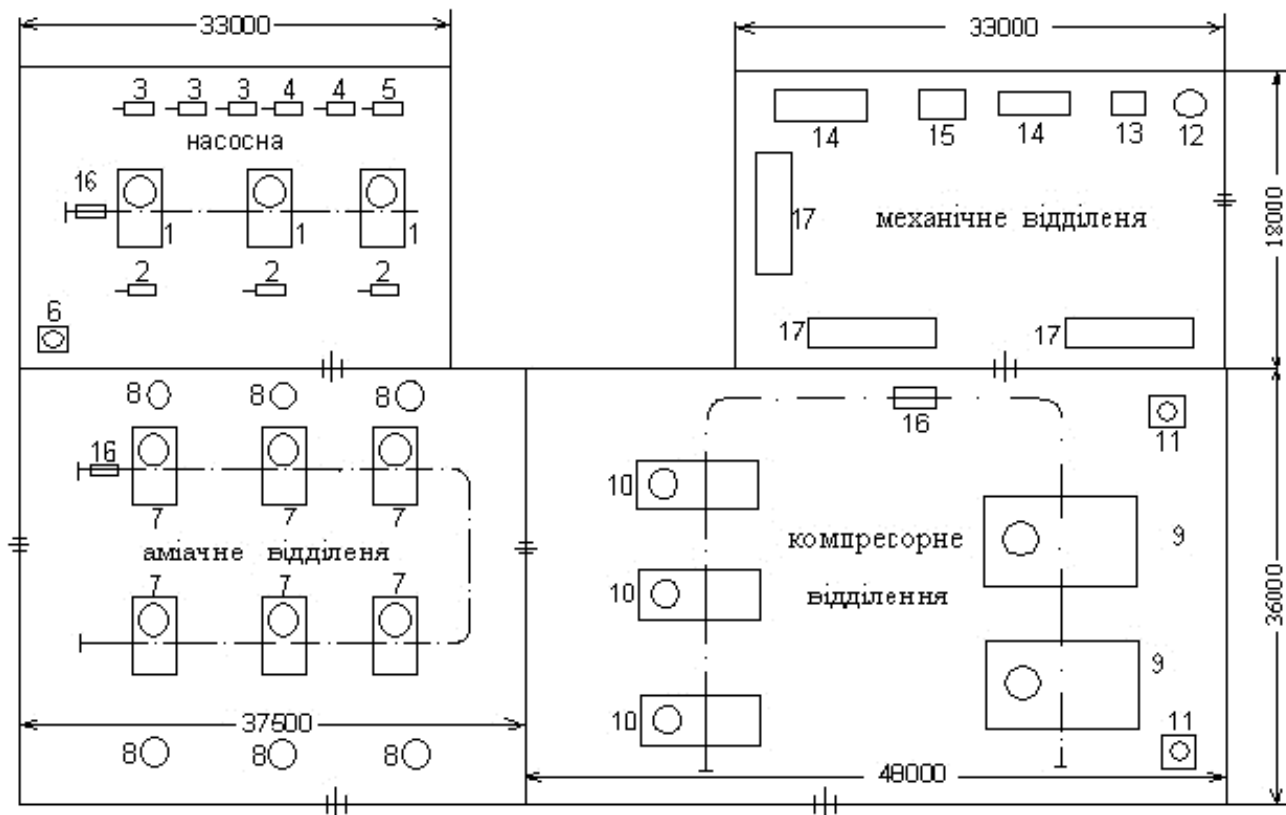 33000
33000
3 3 3 4 4 5
насосна
14 15 14 13 12
16
1 1 1
17
механічне відділеня
18000
2 2 2
6
17 17
8 8 8
16
11
16
7 7 7
10
аміачне відділеня
компресорне
9
7 7 7
10
відділення
36000
9
10
37500
11
8 8 8
48000